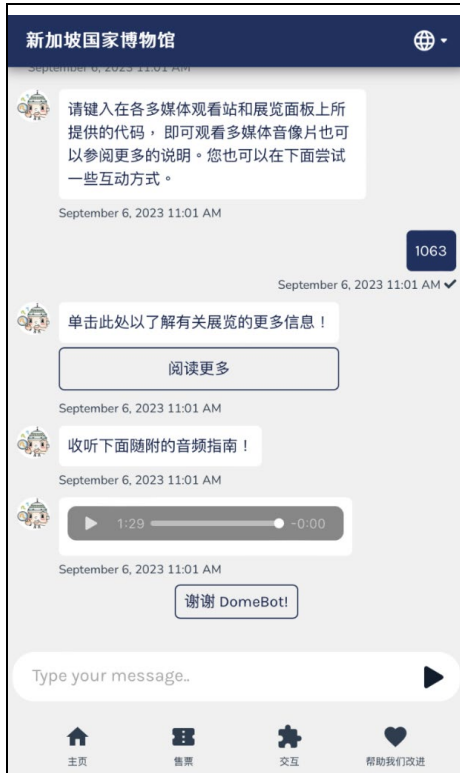 新加坡国家博物馆
September 6, 2023 11:01 AM
请键入在各多媒体观看站和展览面板上所
提供的代码， 即可观看多媒体音像片也可
以参阅更多的说明。您也可以在下面尝试
一些互动方式。
September 6, 2023 11:01 AM
1063
September 6, 2023 11:01 AM
单击此处以了解有关展览的更多信息！
阅读更多
September 6, 2023 11:01 AM
收听下面随附的音频指南！
September 6, 2023 11:01 AM
1:29 -0:00
September 6, 2023 11:01 AM
谢谢 DomeBot!
Type your message..
主页 售票 交互 帮助我们改进